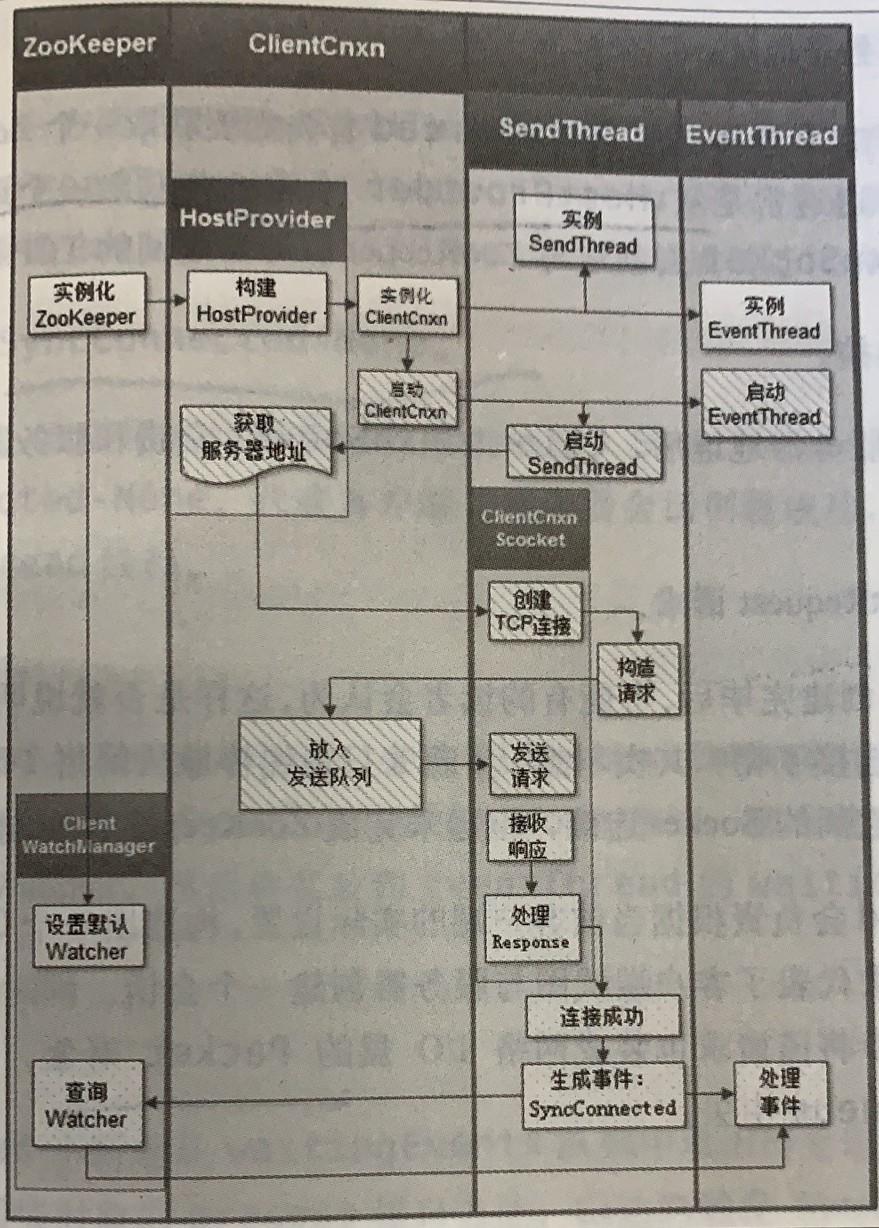 ZooKeeper
ClientCnxn
SendThread
EventThread
HostProvider
实例
SendThread
实例化
ZooKeeper
构建
HostProvider
实例化
ClientCnxn
实例
EventThread
启动
ClientCnxn
启动
EventThread
获取
服务器地址
启动
SendThread
ClientCnxn
Scocket
创建
TCP连接
构造
请求
放入
发送队列
发送
请求
接收
响应
Client
WatchManager
设置默认
Watcher
处理
Response
连接成功
查询
Watcher
生成事件：
SyncConnected
处理
事件